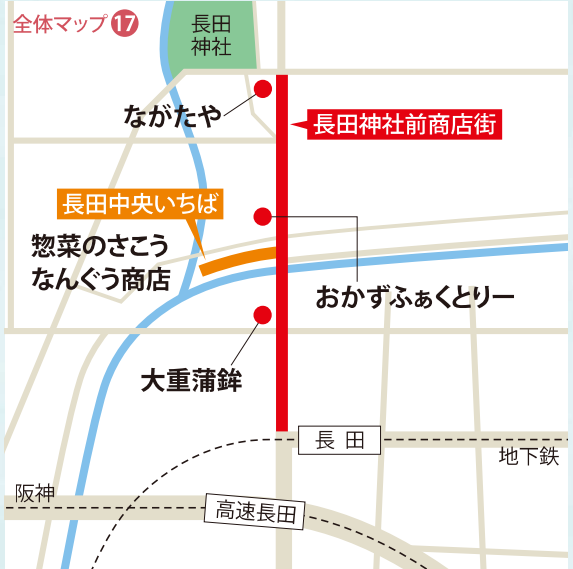 全体マップ 17
長田
神社
ながたや
長田神社前商店街
長田中央いちば
惣菜のさこう
なんぐう商店
おかずふぁくとりー
大重蒲鉾
長 田
地下鉄
阪神
高速長田